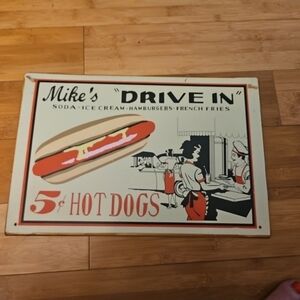 Mike's "DRIVE IN"
SODA-ICE CREAM-HAMBURGERS-FRENCH FRIES
5¢ HOT DOGS